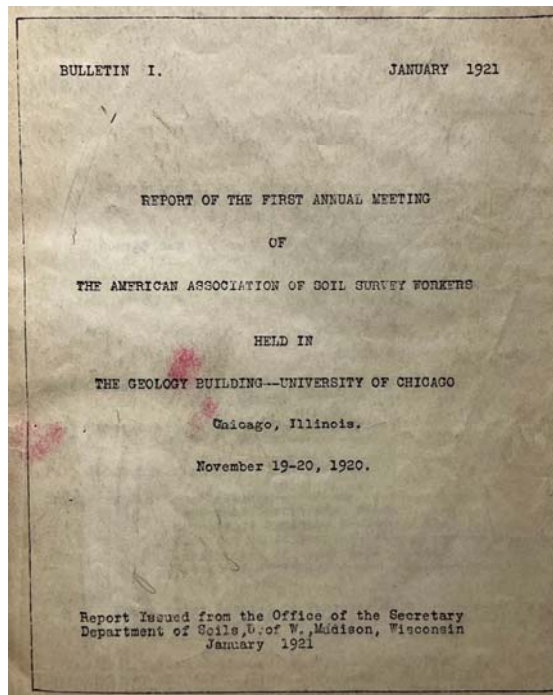 BULLETIN I. JANUARY 1921
REPORT OF THE FIRST ANNUAL MEETING
OF
THE AMERICAN ASSOCIATION OF SOIL SURVEY WORKERS
HELD IN
THE GEOLOGY BUILDING--UNIVERSITY OF CHICAGO
Chicago, Illinois.
November 19-20, 1920.
Report Issued from the Office of the Secretary
Department of Soils,U.of W.,Madison, Wisconsin
January 1921